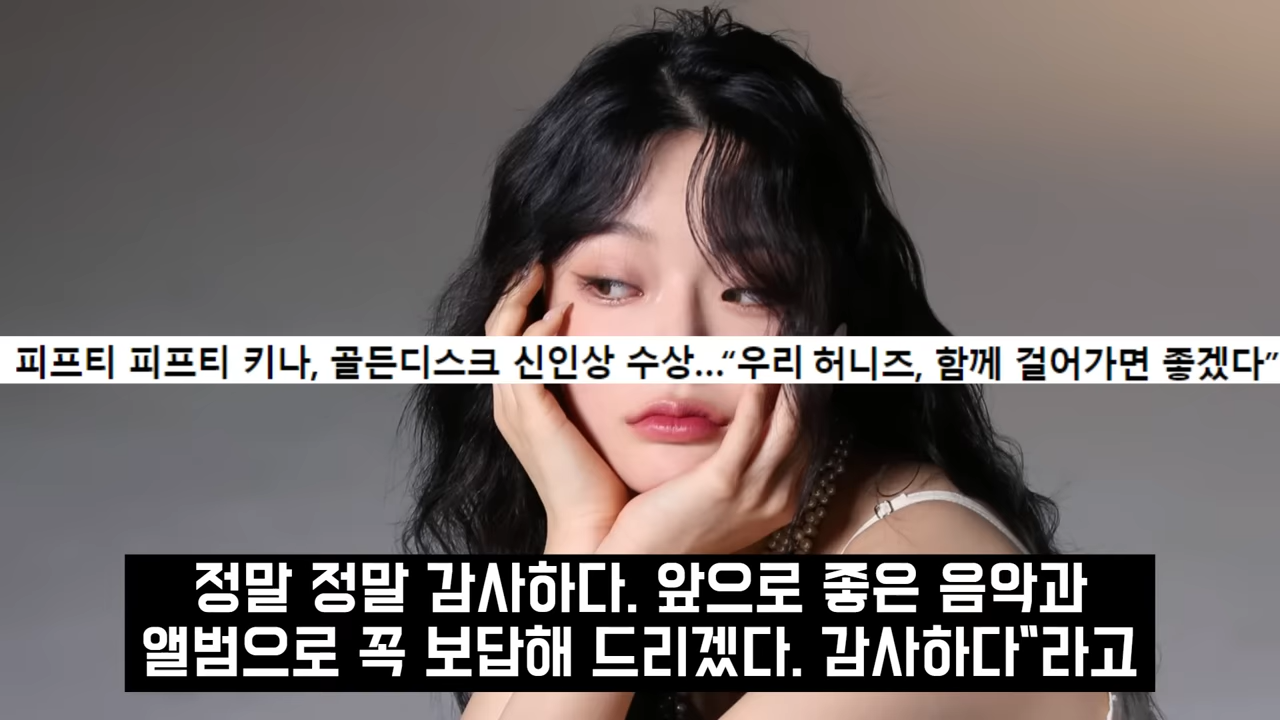 피프티 피프티 키나, 골든디스크 신인상 수상...“우리 허니즈, 함께 걸어가면 좋겠다”
정말 정말 감사하다. 앞으로 좋은 음악과
앨범으로 꼭 보답해 드리겠다. 감사하다"라고